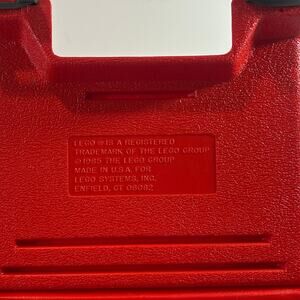 LEGO ® IS A REGISTERED
TRADEMARK OF THE LEGO GROUP
©1985 THE LEGO GROUP
MADE IN U.S.A. FOR
LEGO SYSTEMS, INC.
ENFIELD, CT 06082